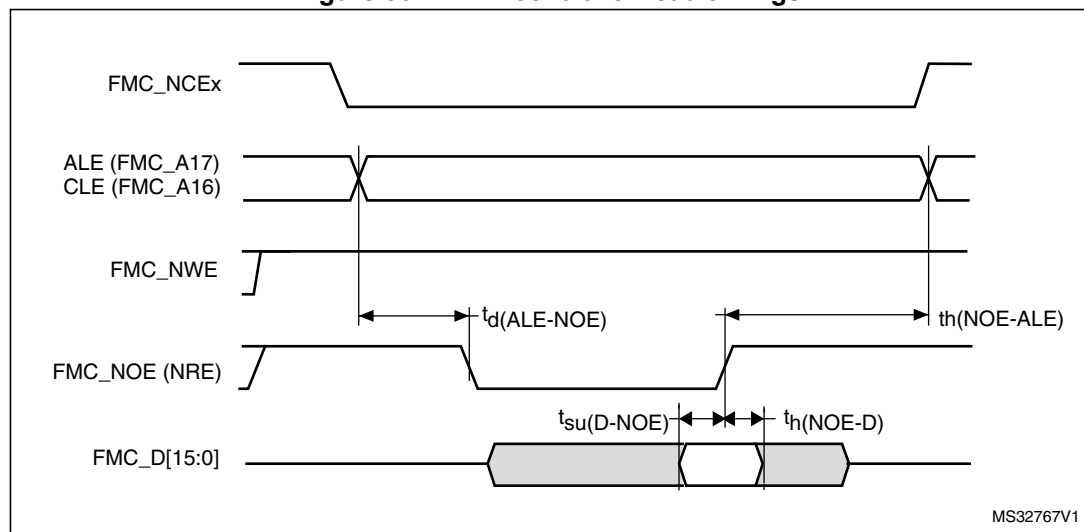 FMC_NCEx
ALE (FMC_A17)
CLE (FMC_A16)
FMC_NWE
td(ALE-NOE)
th(NOE-ALE)
FMC_NOE (NRE)
tsu(D-NOE)
th(NOE-D)
FMC_D[15:0]
MS32767V1